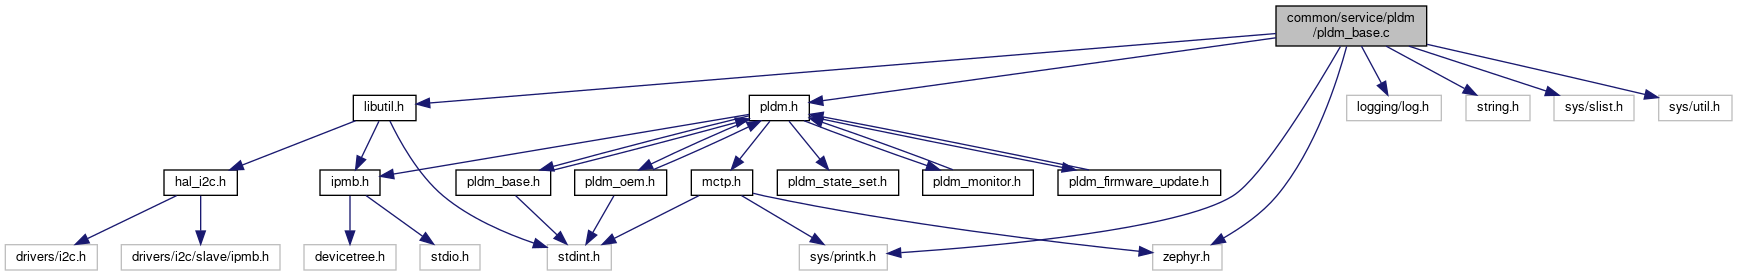 common/service/pldm
/pldm_base.c
libutil.h
pldm.h
logging/log.h
string.h
sys/slist.h
sys/util.h
hal_i2c.h
ipmb.h
pldm_base.h
pldm_oem.h
mctp.h
pldm_state_set.h
pldm_monitor.h
pldm_firmware_update.h
drivers/i2c.h
drivers/i2c/slave/ipmb.h
devicetree.h
stdio.h
stdint.h
sys/printk.h
zephyr.h